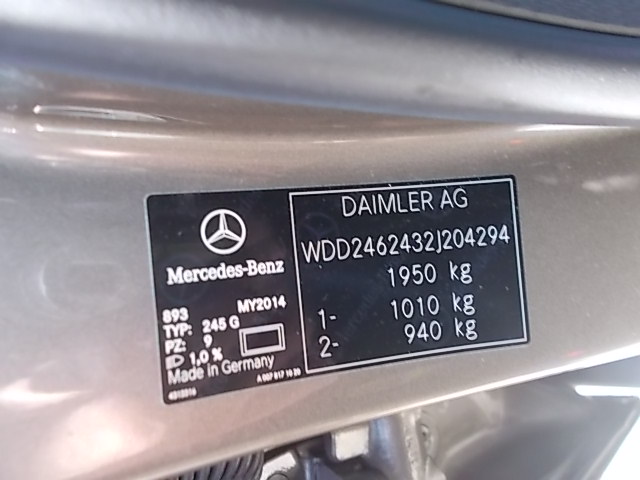 Mercedes-Benz
893 MY2014
TYP: 245 G
PZ: 9
1,0 %
Made in Germany
DAIMLER AG
WDD2462432J204294
1950 kg
1- 1010 kg
2- 940 kg